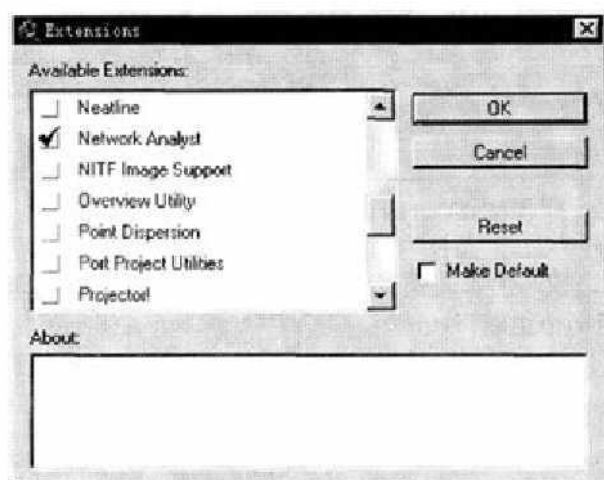 Extensions
Available Extensions:
Neatline
Network Analyst
NITF Image Support
Overview Utility
Point Dispersion
Port Project Utilities
Projector!
OK
Cancel
Reset
Make Default
About: